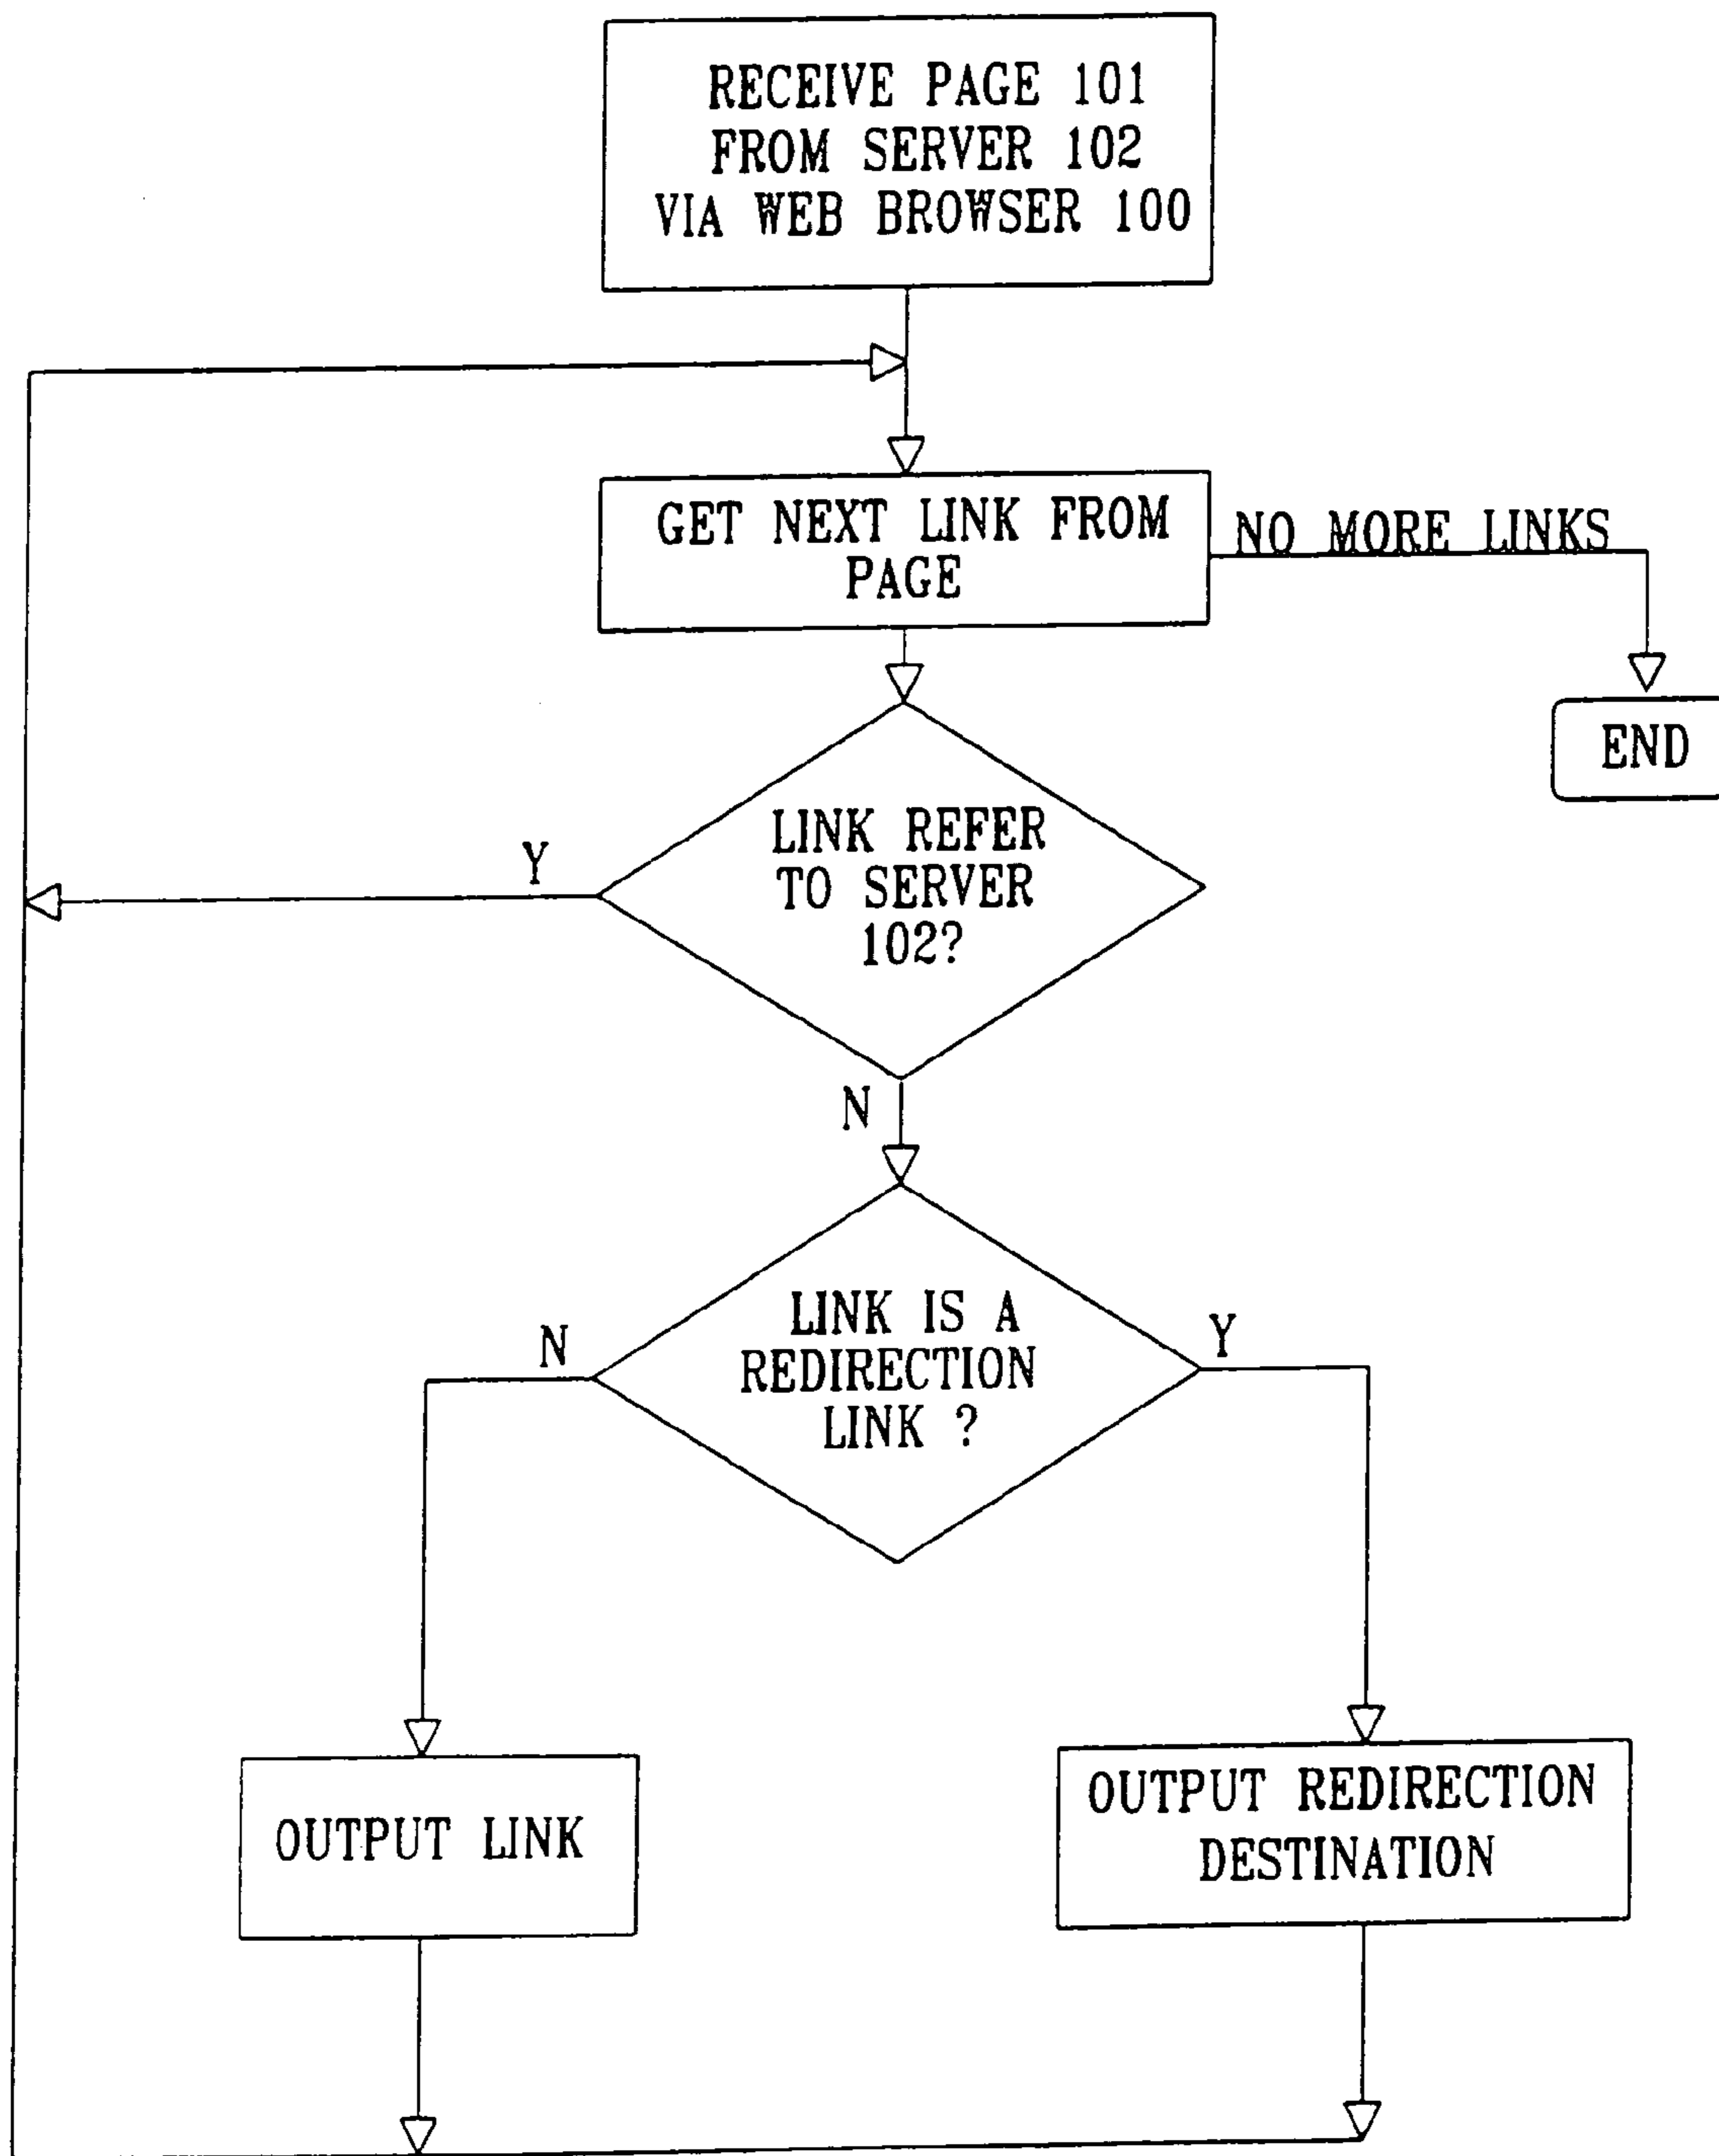 RECEIVE PAGE 101
FROM SERVER 102
VIA WEB BROWSER 100
GET NEXT LINK FROM
PAGE
NO MORE LINKS
END
LINK REFER
TO SERVER
102?
Y
N
LINK IS A
REDIRECTION
LINK ?
N
Y
OUTPUT LINK
OUTPUT REDIRECTION
DESTINATION